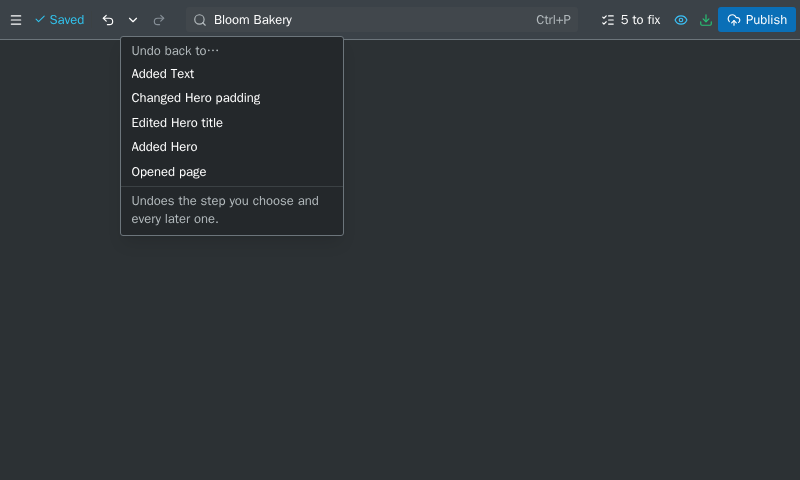 Saved
Bloom Bakery
Ctrl+P
5 to fix
Publish
Undo back to···
Added Text
Changed Hero padding
Edited Hero title
Added Hero
Opened page
Undoes the step you choose and
every later one.